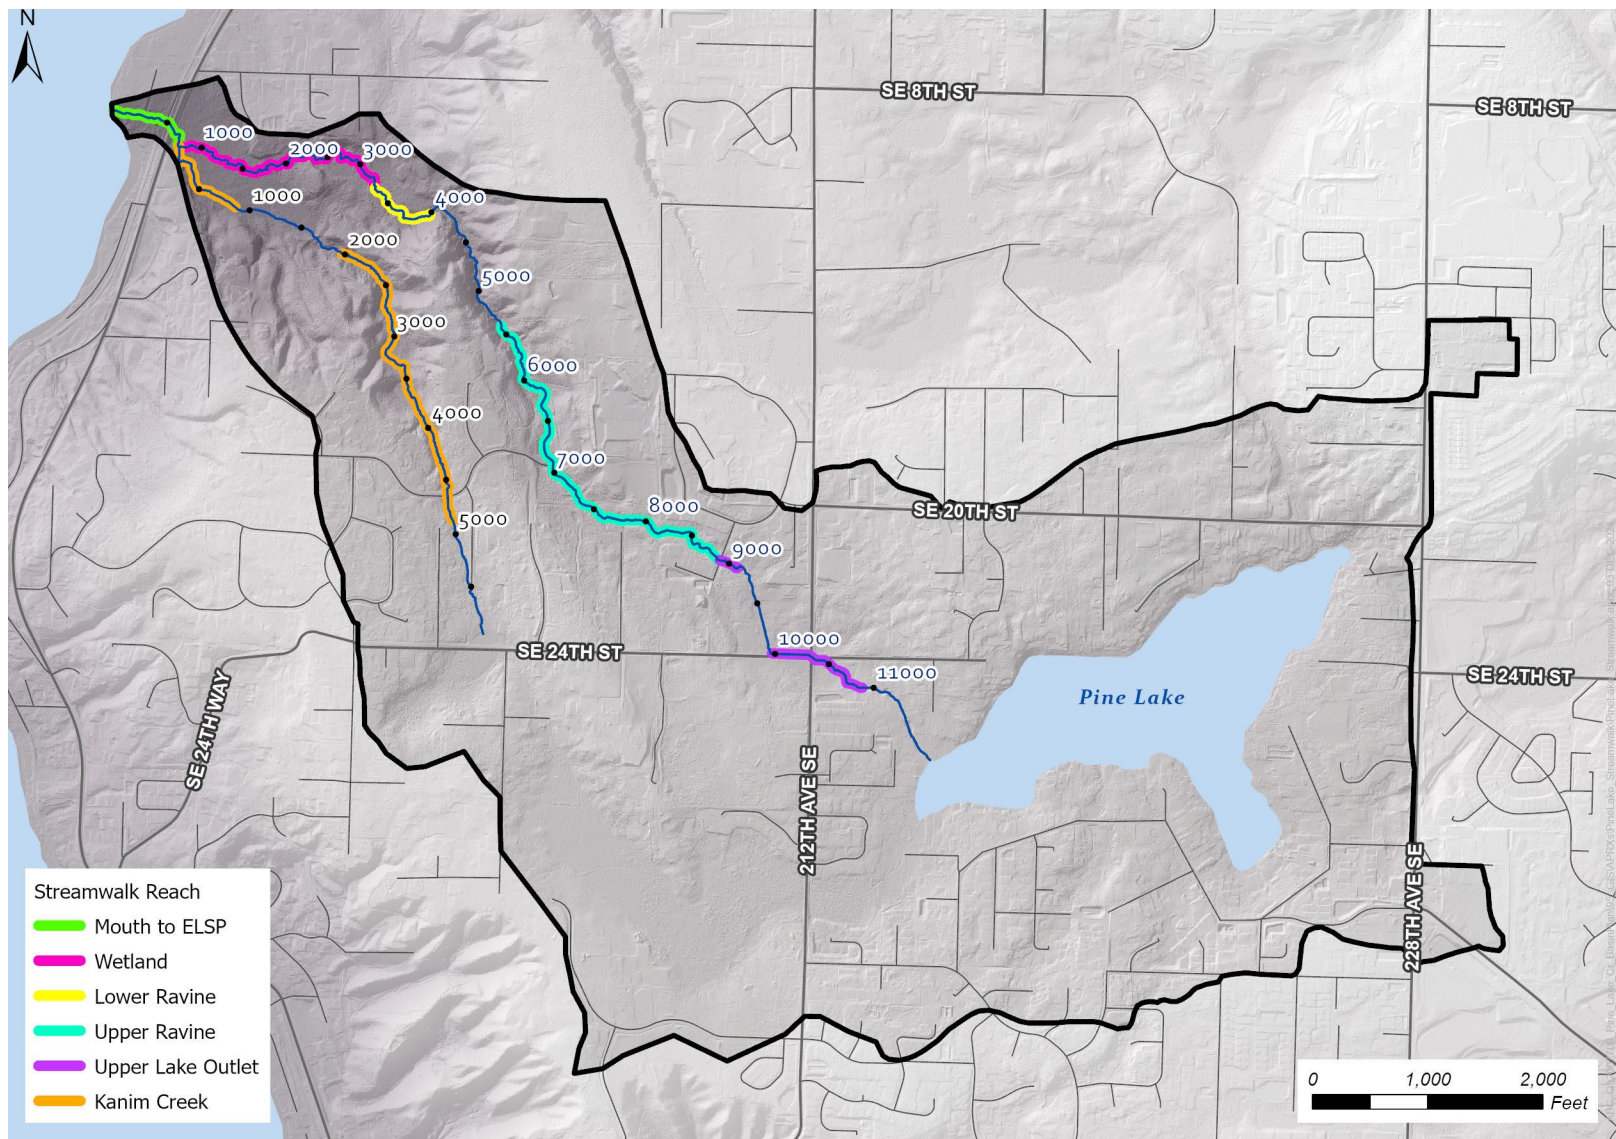 N
SE 8TH ST
SE 8TH ST
1000
2000
3000
1000
4000
2000
5000
3000
6000
4000
7000
8000
5000
SE 20TH ST
9000
10000
SE 24TH ST
11000
SE 24TH ST
Pine Lake
SE 24TH WAY
212TH AVE SE
228TH AVE SE
Streamwalk Reach
Mouth to ELSP
Wetland
Lower Ravine
Upper Ravine
Upper Lake Outlet
Kanim Creek
0 1,000 2,000
Feet